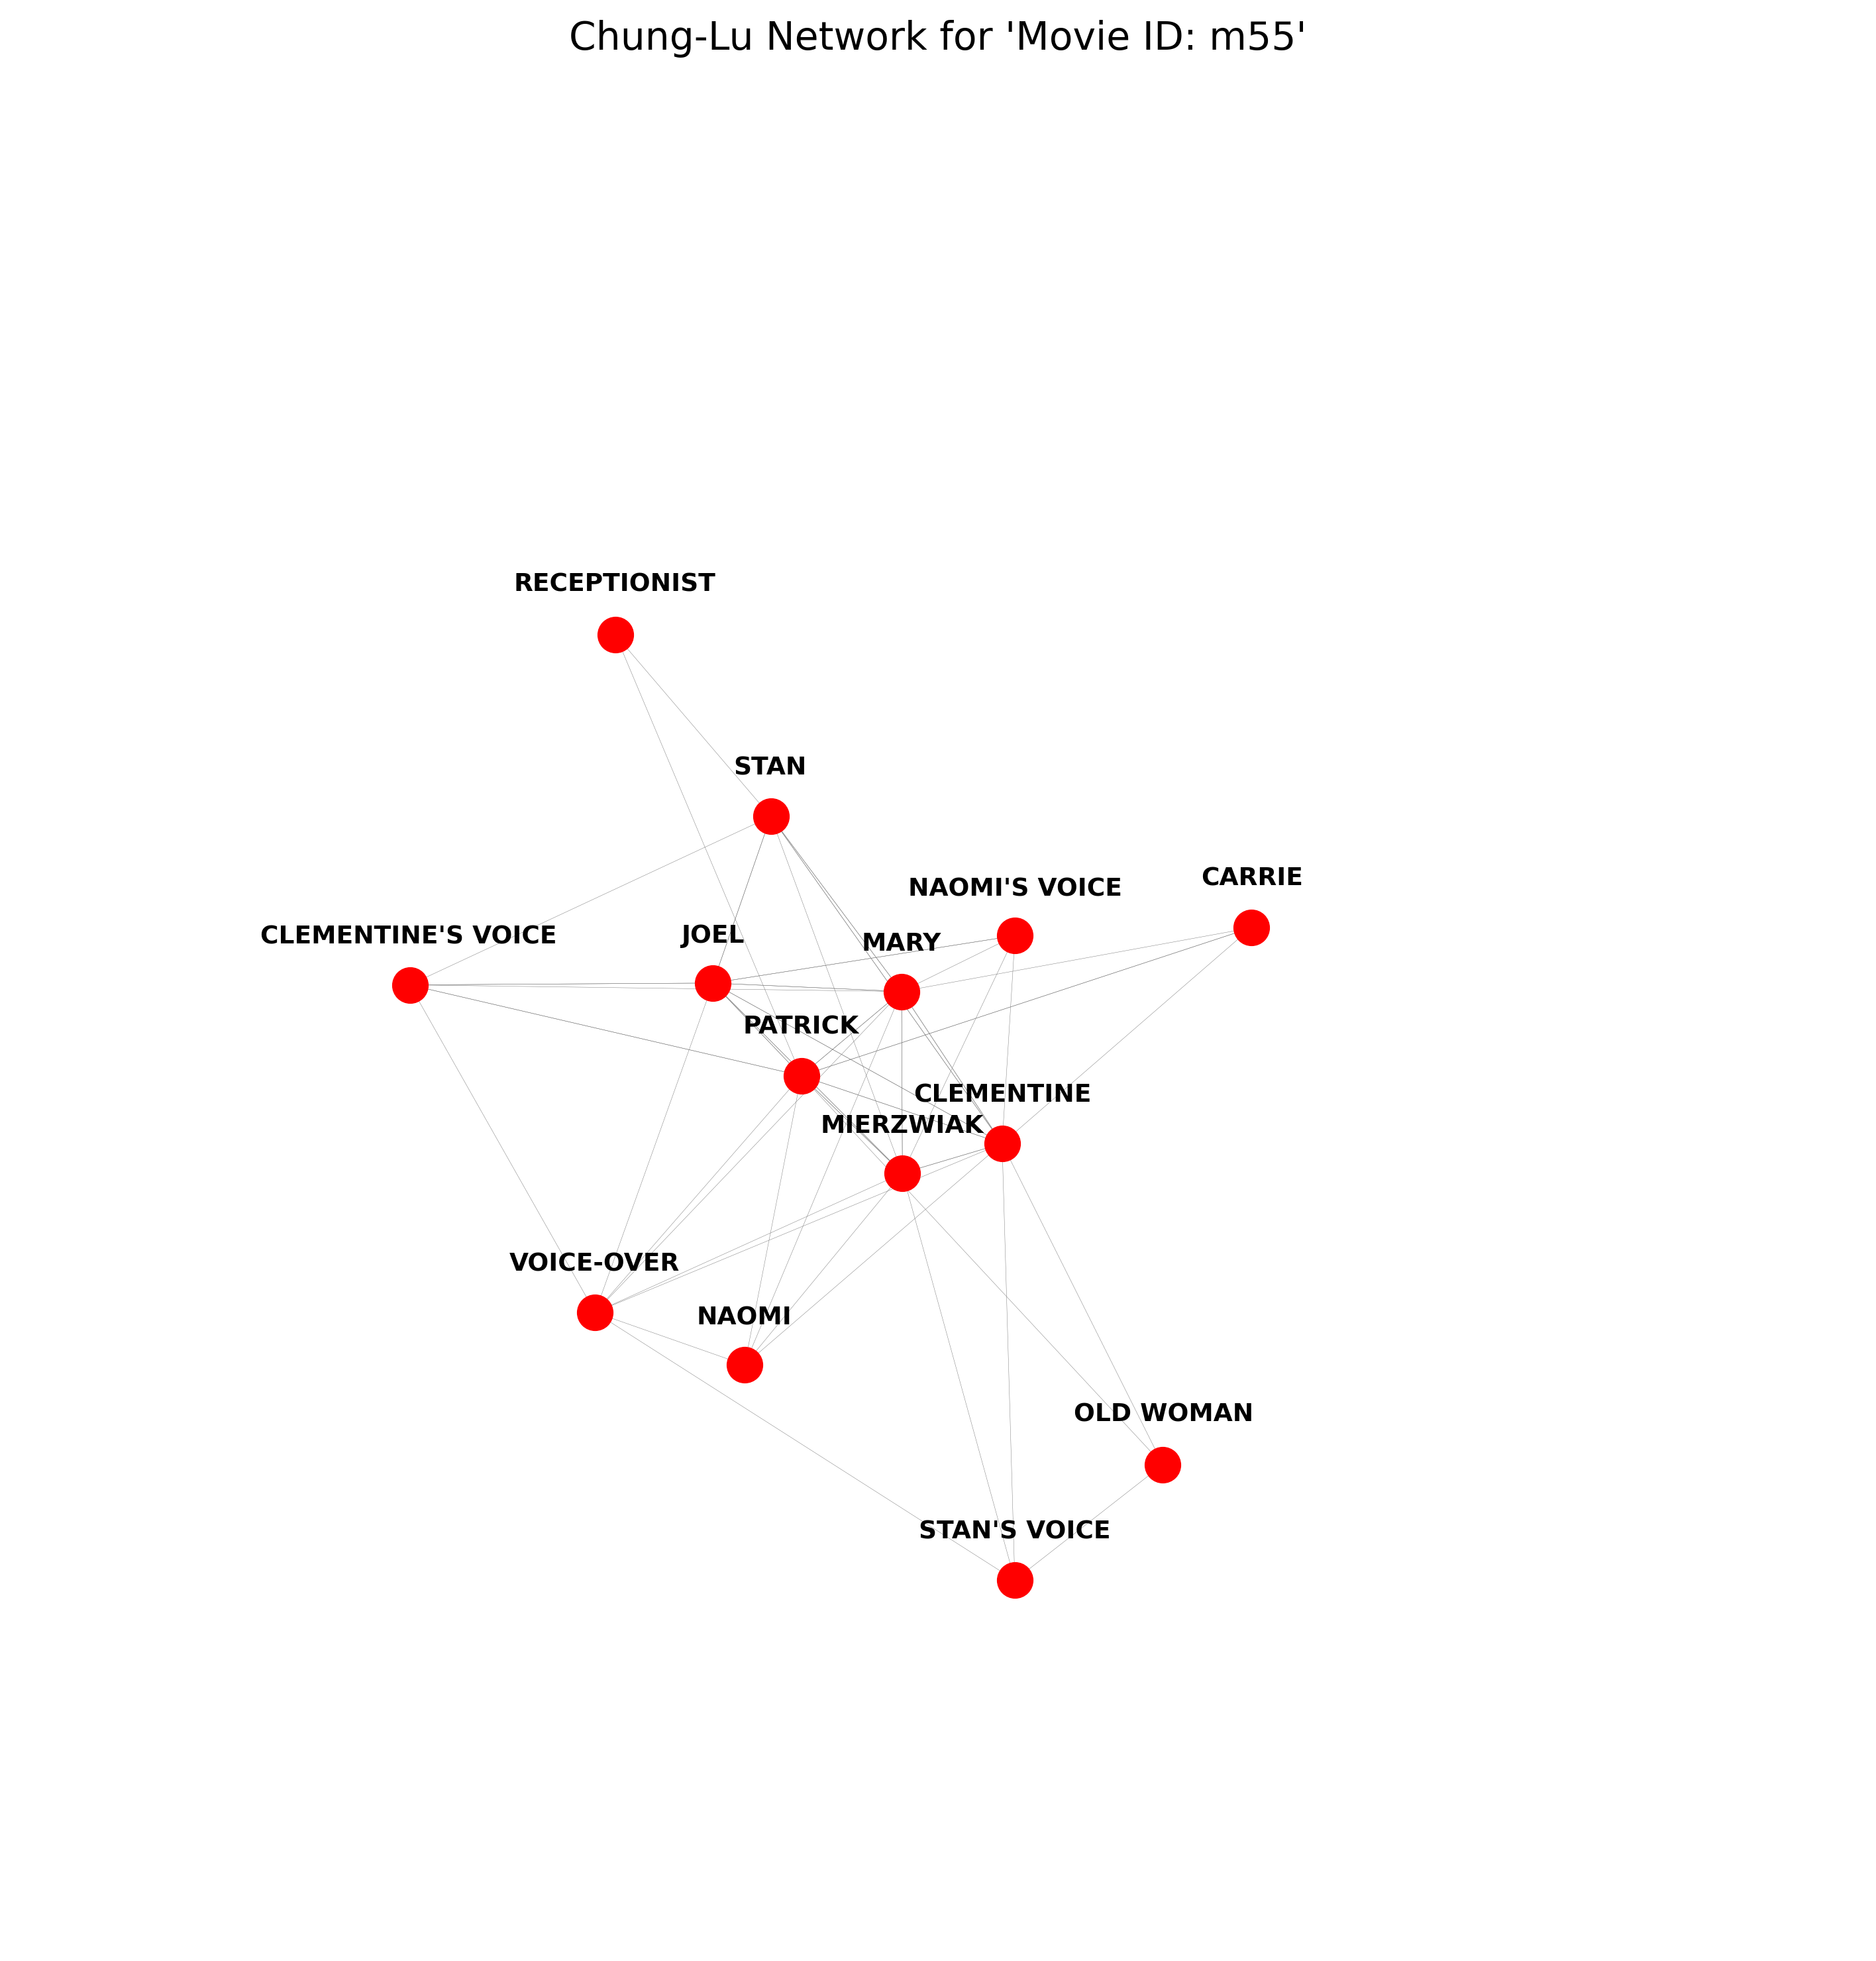 Chung-Lu Network for 'Movie ID: m55'
RECEPTIONIST
STAN
CARRIE
NAOMI'S VOICE
CLEMENTINE'S VOICE
JOEL
MARY
PATRICK
CLEMENTINE
MIERZWIAK
VOICE-OVER
NAOMI
OLD WOMAN
STAN'S VOICE